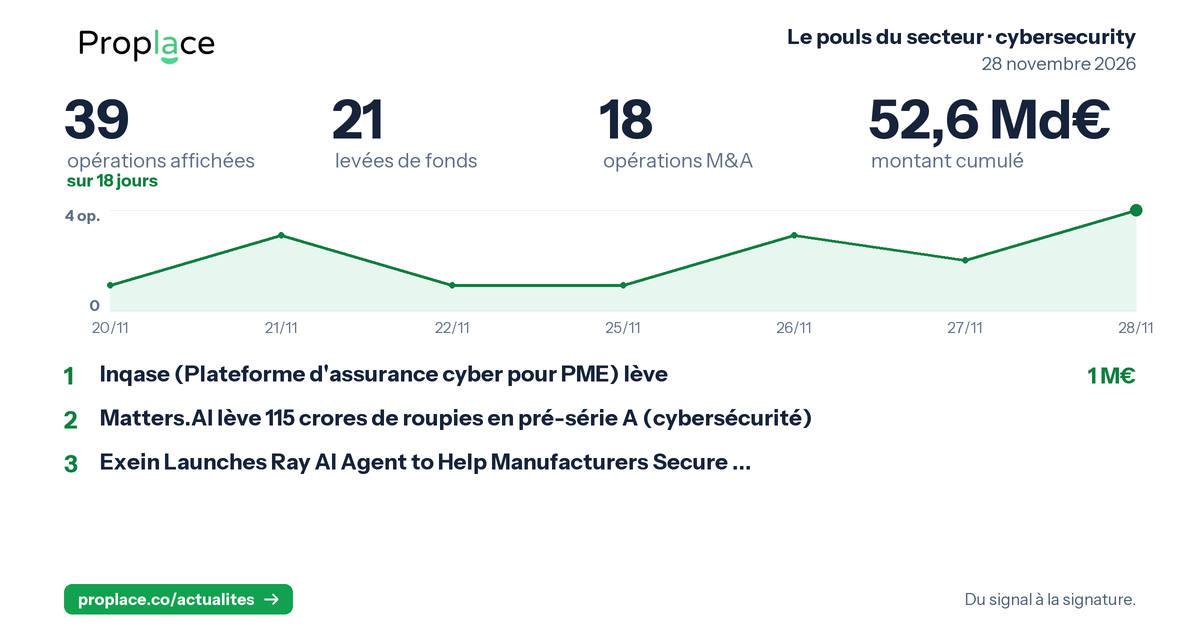 Proplace
Le pouls du secteur · cybersecurity
28 novembre 2026
39
opérations affichées
sur 18 jours
21
levées de fonds
18
opérations M&A
52,6 Md€
montant cumulé
4 op.
0
20/11
21/11
22/11
25/11
26/11
27/11
28/11
1 Inqase (Plateforme d'assurance cyber pour PME) lève 1 M€
2 Matters.AI lève 115 crores de roupies en pré-série A (cybersécurité)
3 Exein Launches Ray AI Agent to Help Manufacturers Secure ...
proplace.co/actualites →
Du signal à la signature.